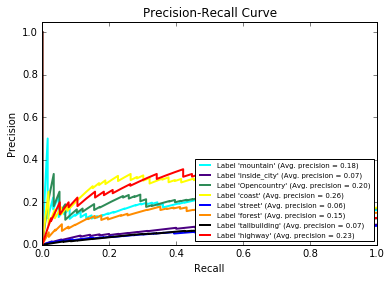 Precision-Recall Curve
1.0
0.8
0.6
0.4
0.2
0.0
Precision
Label 'mountain' (Avg. precision = 0.18)
Label 'inside_city' (Avg. precision = 0.07)
Label 'Opencountry' (Avg. precision = 0.20)
Label 'coast' (Avg. precision = 0.26)
Label 'street' (Avg. precision = 0.06)
Label 'forest' (Avg. precision = 0.15)
Label 'tallbuilding' (Avg. precision = 0.07)
Label 'highway' (Avg. precision = 0.23)
0.0 0.2 0.4 0.6 0.8 1.0
Recall